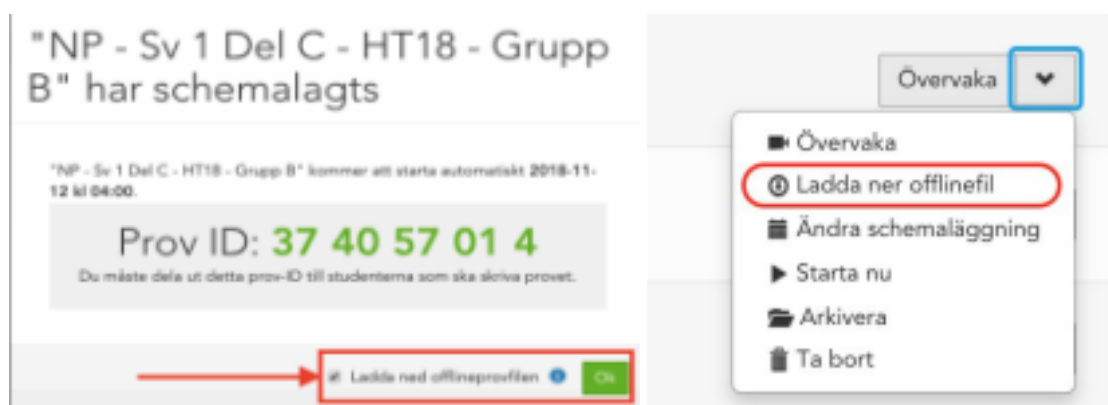 "NP - Sv 1 Del C - HT18 - Grupp
B" har schemalagts
"NP - Sv 1 Del C - HT18 - Grupp B" kommer att starta automatiskt 2018-11-
12 kl 04:00.
Prov ID: 37 40 57 01 4
Du måste dela ut detta prov-ID till studenterna som ska skriva provet.
Ladda ned offlineprovfilen
Ok
Övervaka
Övervaka
Ladda ner offlinefil
Ändra schemaläggning
Starta nu
Arkivera
Ta bort